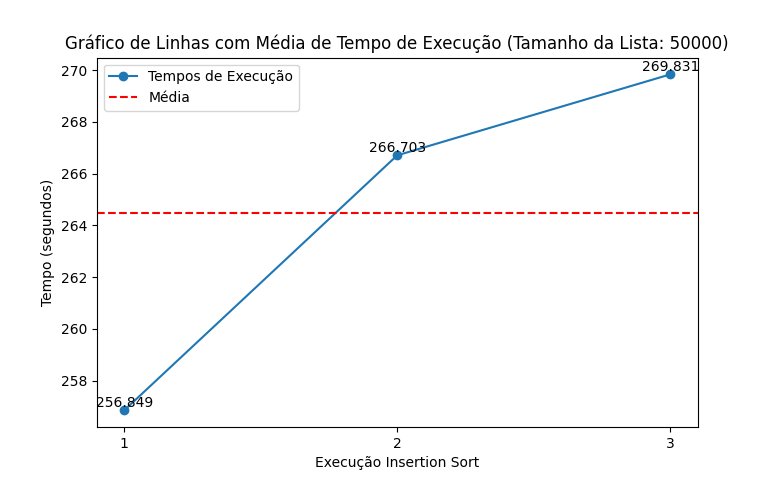 Gráfico de Linhas com Média de Tempo de Execução (Tamanho da Lista: 50000)
Tempos de Execução
Média
270
268
266
264
262
260
258
Tempo (segundos)
256.849
266.703
269.831
1
2
3
Execução Insertion Sort